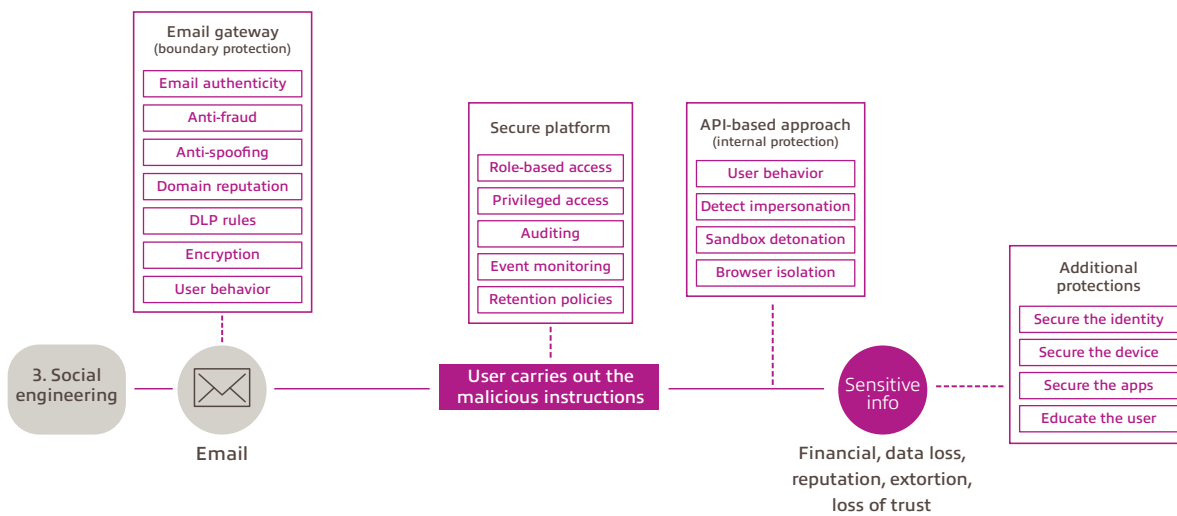 Email gateway
(boundary protection)
Email authenticity
Anti-fraud
Anti-spoofing
Domain reputation
DLP rules
Encryption
User behavior
Secure platform
Role-based access
Privileged access
Auditing
Event monitoring
Retention policies
API-based approach
(internal protection)
User behavior
Detect impersonation
Sandbox detonation
Browser isolation
Additional
protections
Secure the identity
Secure the device
Secure the apps
Educate the user
3. Social
engineering
Email
User carries out the
malicious instructions
Sensitive
info
Financial, data loss,
reputation, extortion,
loss of trust